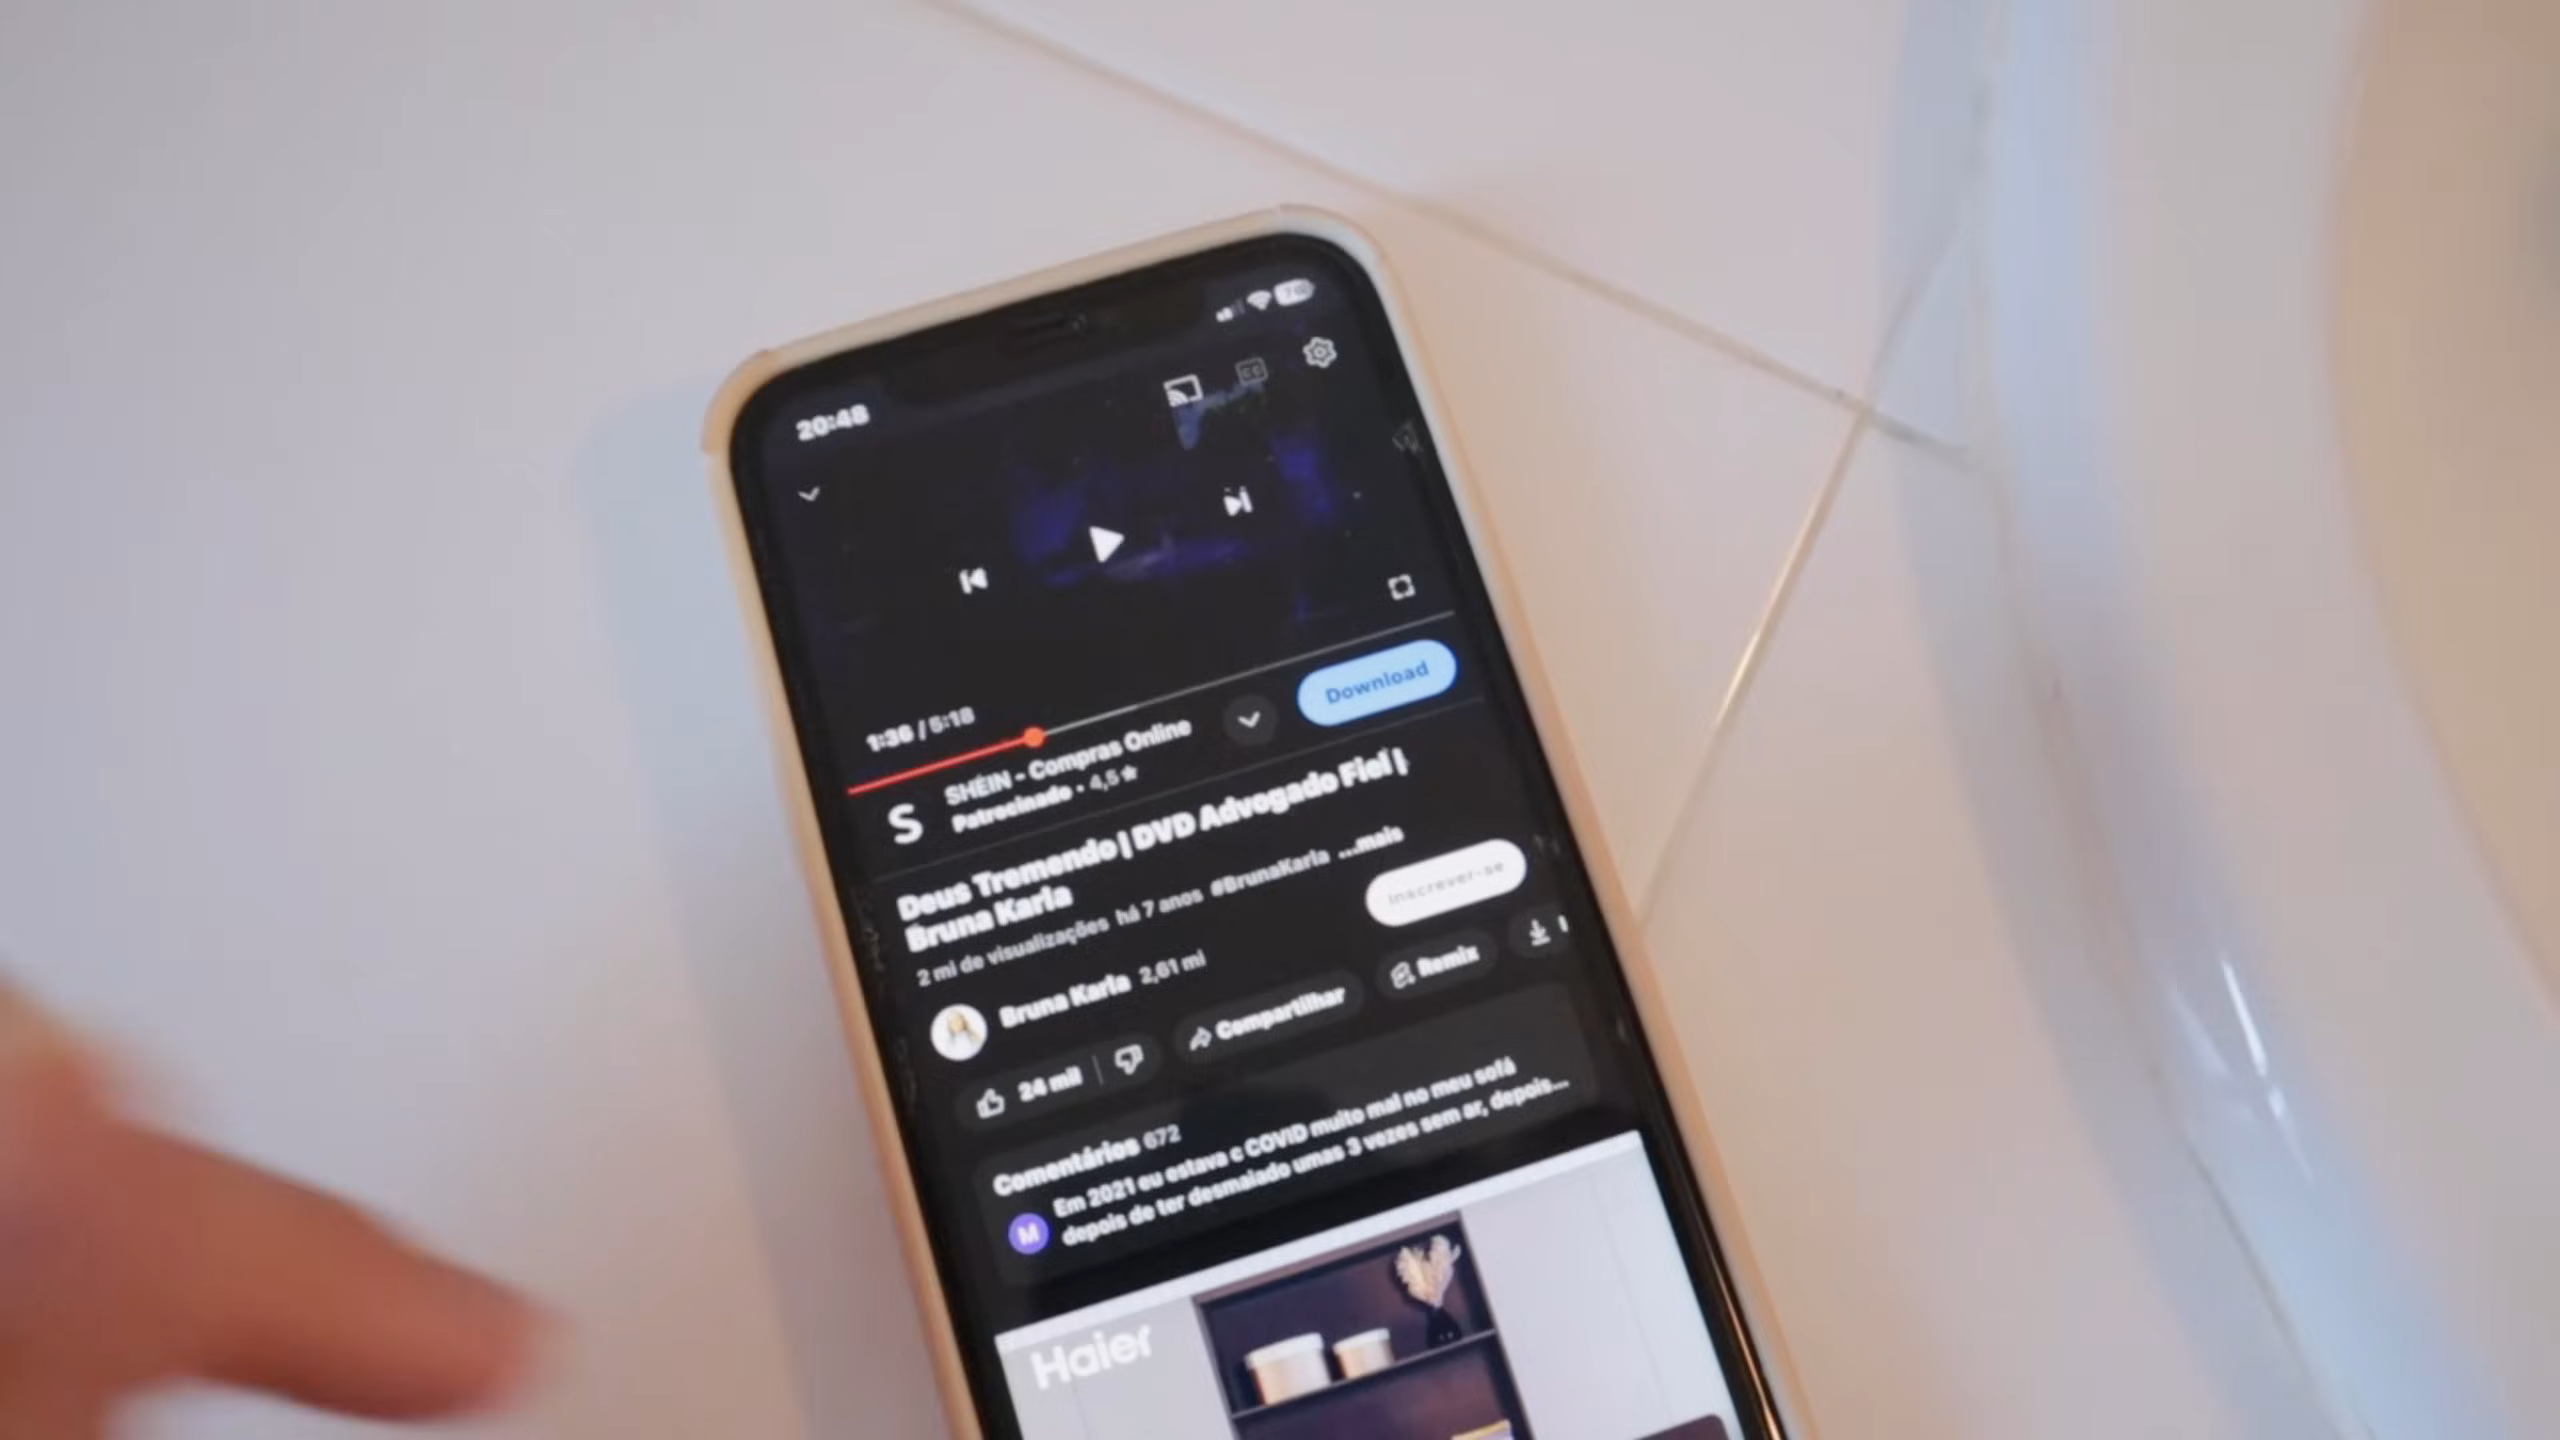 20:48
CC
1:36 / 5:18
SHEIN - Compras Online
Patrocinado • 4,5 ★
Download
S
Deus Tremendo | DVD Advogado Fiel |
Bruna Karla
2 mi de visualizações há 7 anos #BrunaKarla ...mais
Bruna Karla 2,61 mi
Inscrever-se
24 mil
Compartilhar
Remix
Comentários 672
M
Em 2021 eu estava c COVID muito mal no meu sofá
depois de ter desmaiado umas 3 vezes sem ar, depois...
Haier